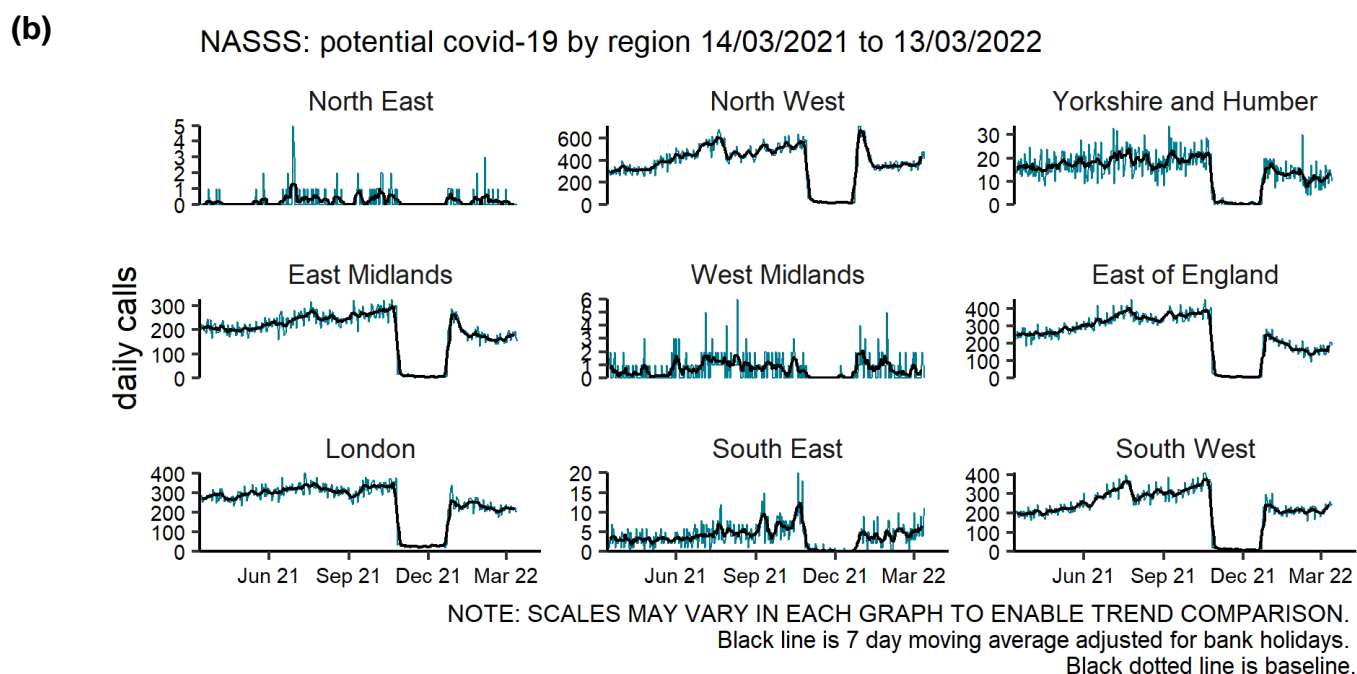 (b)
NASSS: potential covid-19 by region 14/03/2021 to 13/03/2022
daily calls
North East
5
4
3
2
1
0
North West
600
400
200
0
Yorkshire and Humber
30
20
10
0
East Midlands
300
200
100
0
West Midlands
6
5
4
3
2
1
0
East of England
400
300
200
100
0
London
400
300
200
100
0
Jun 21 Sep 21 Dec 21 Mar 22
South East
20
15
10
5
0
Jun 21 Sep 21 Dec 21 Mar 22
South West
400
300
200
100
0
Jun 21 Sep 21 Dec 21 Mar 22
NOTE: SCALES MAY VARY IN EACH GRAPH TO ENABLE TREND COMPARISON.
Black line is 7 day moving average adjusted for bank holidays.
Black dotted line is baseline.